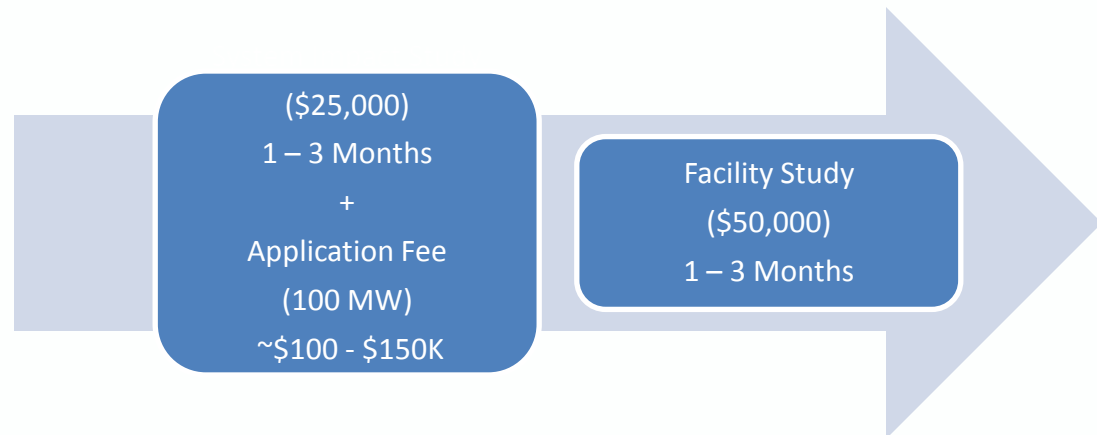 ($25,000)
1 – 3 Months
+
Application Fee
(100 MW)
~$100 - $150K
Facility Study
($50,000)
1 – 3 Months